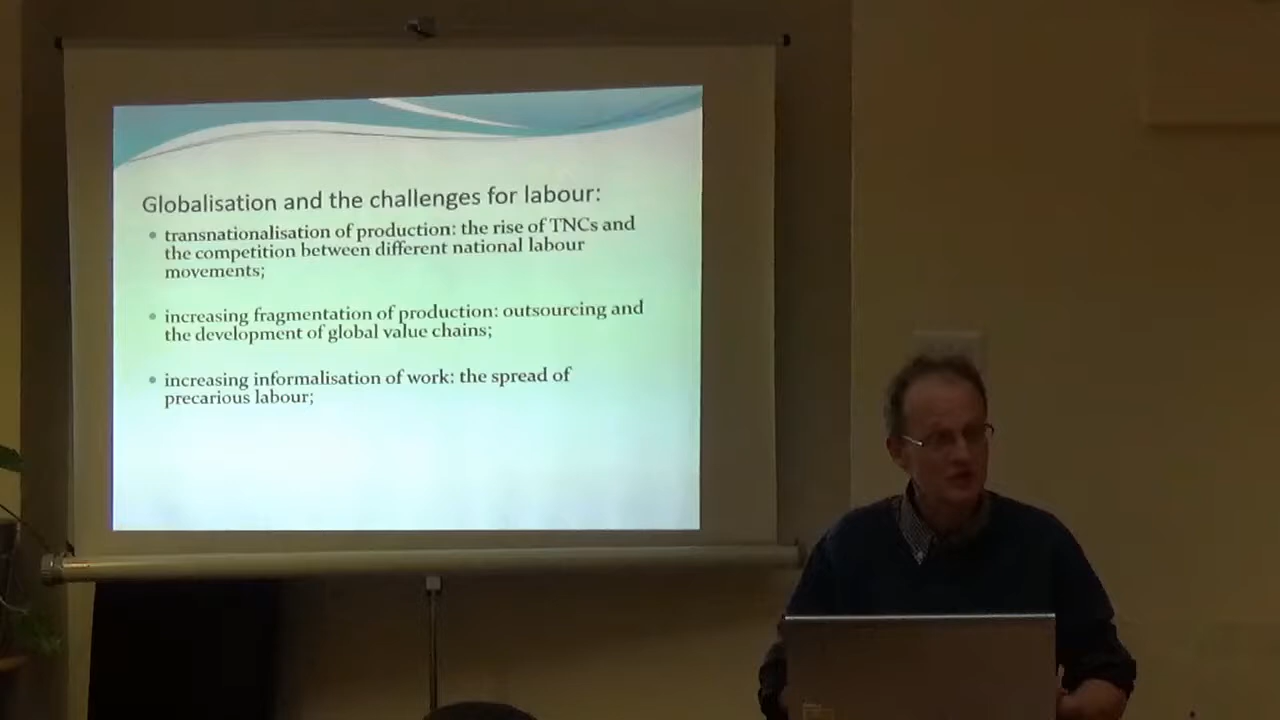 Globalisation and the challenges for labour:
• transnationalisation of production: the rise of TNCs and
the competition between different national labour
movements;
• increasing fragmentation of production: outsourcing and
the development of global value chains;
• increasing informalisation of work: the spread of
precarious labour;